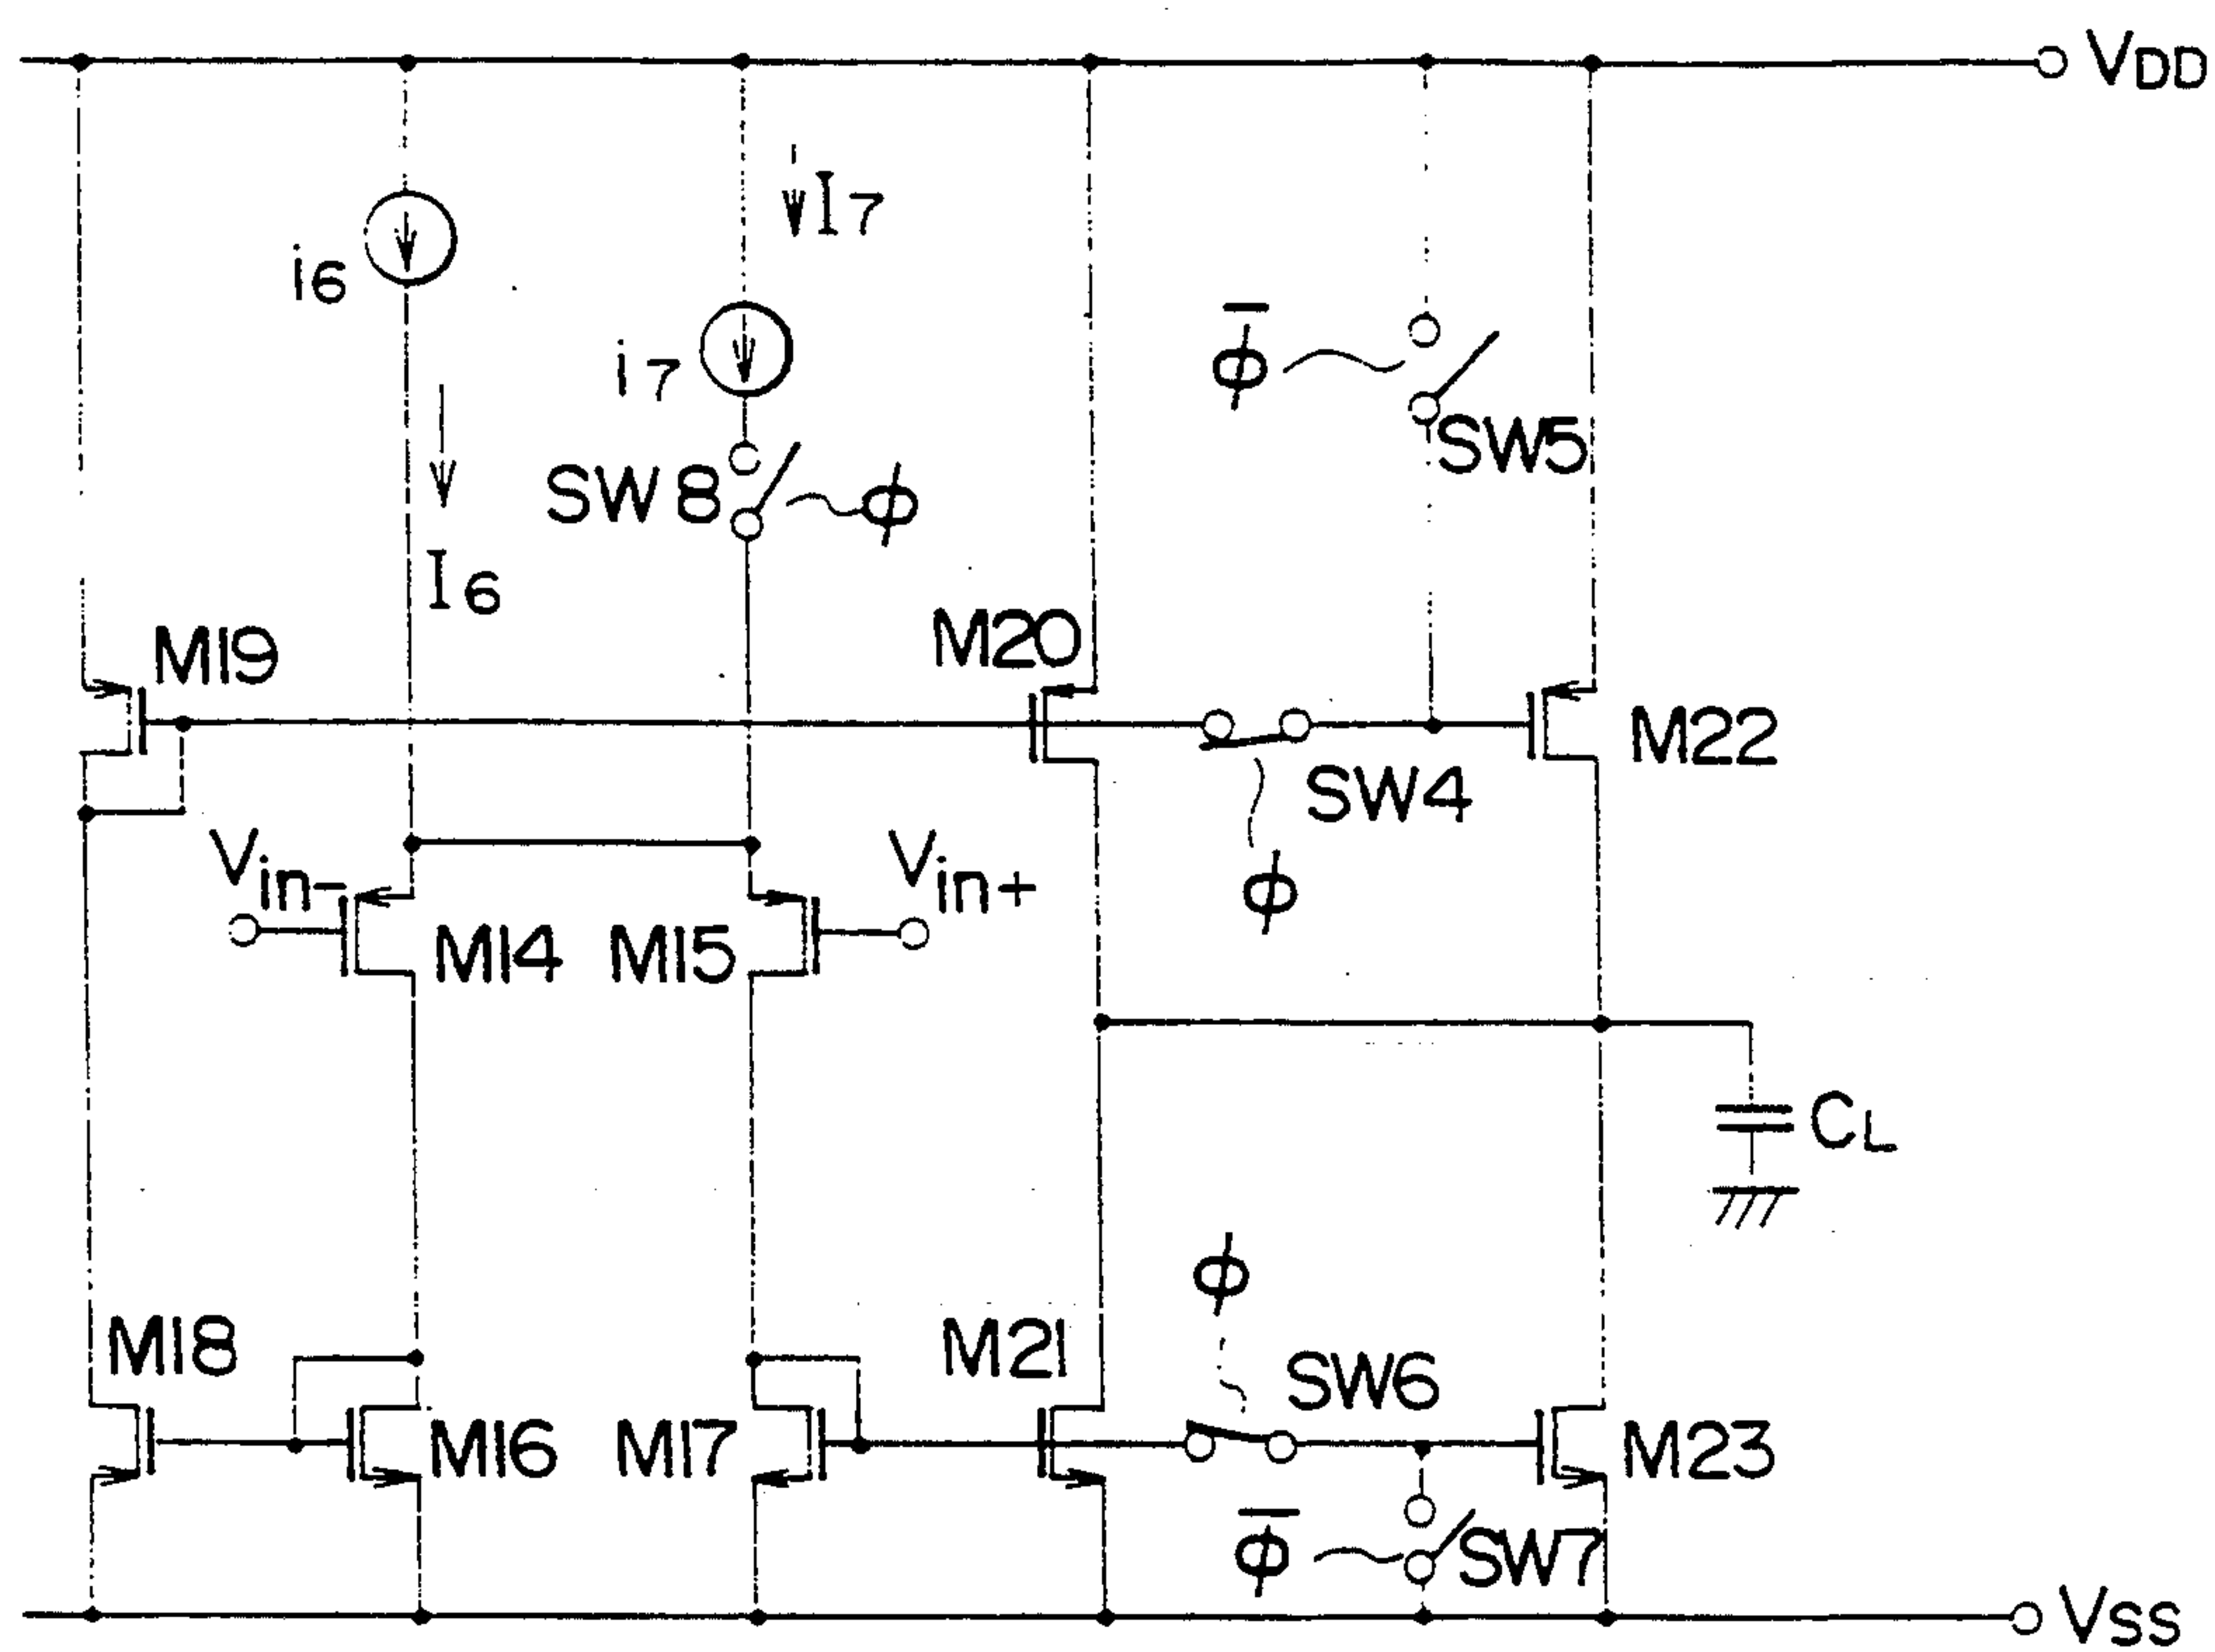 VDD
I7
i6
i7
φ̅
SW5
SW8
φ
I6
M19
M20
M22
SW4
Vin-
Vin+
φ
M14
M15
CL
φ
M18
M21
SW6
M16
M17
M23
φ̅
SW7
VSS